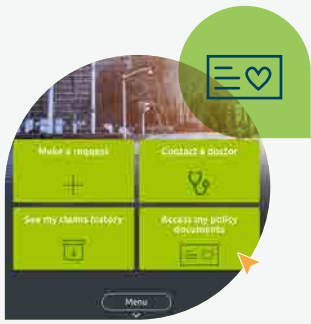 Make a request
Contact a doctor
See my claims history
Access my policy
documents
Menu